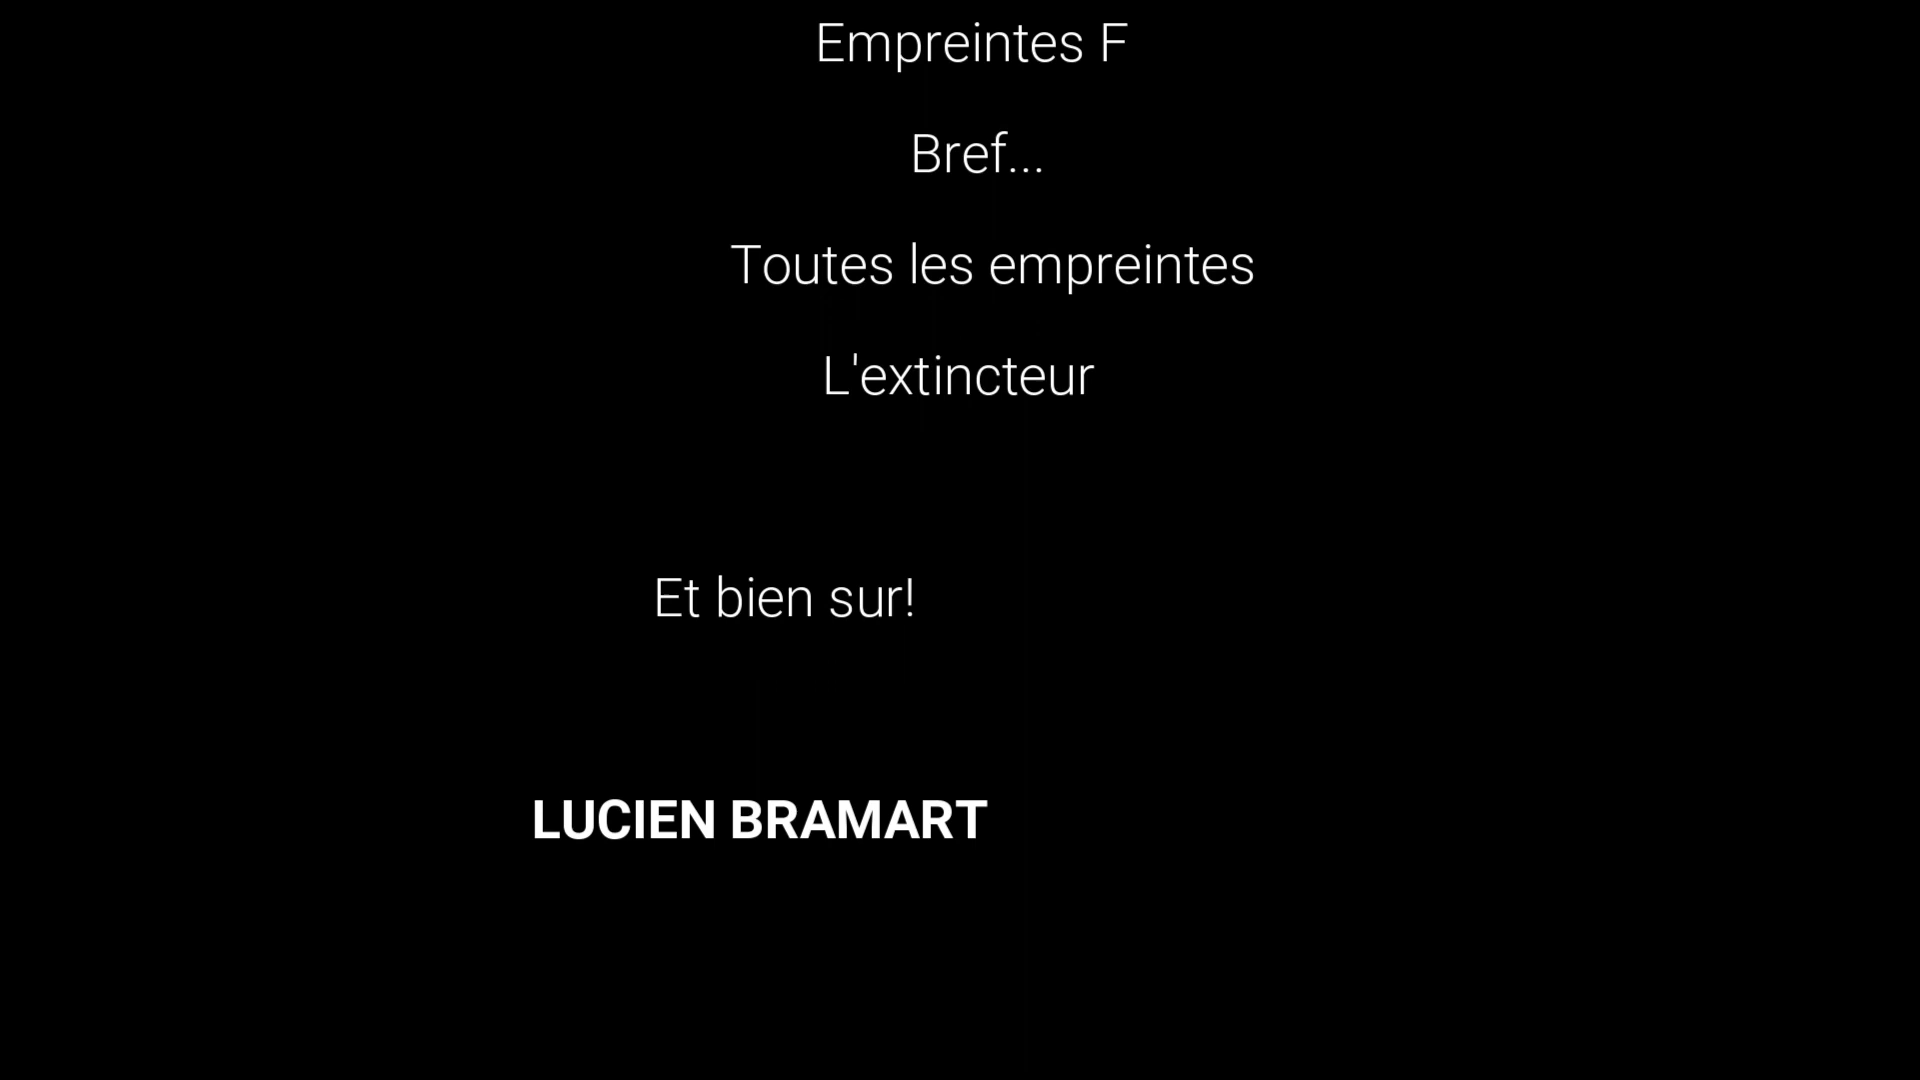 Empreintes F
Bref...
Toutes les empreintes
L'extincteur
Et bien sur!
LUCIEN BRAMART